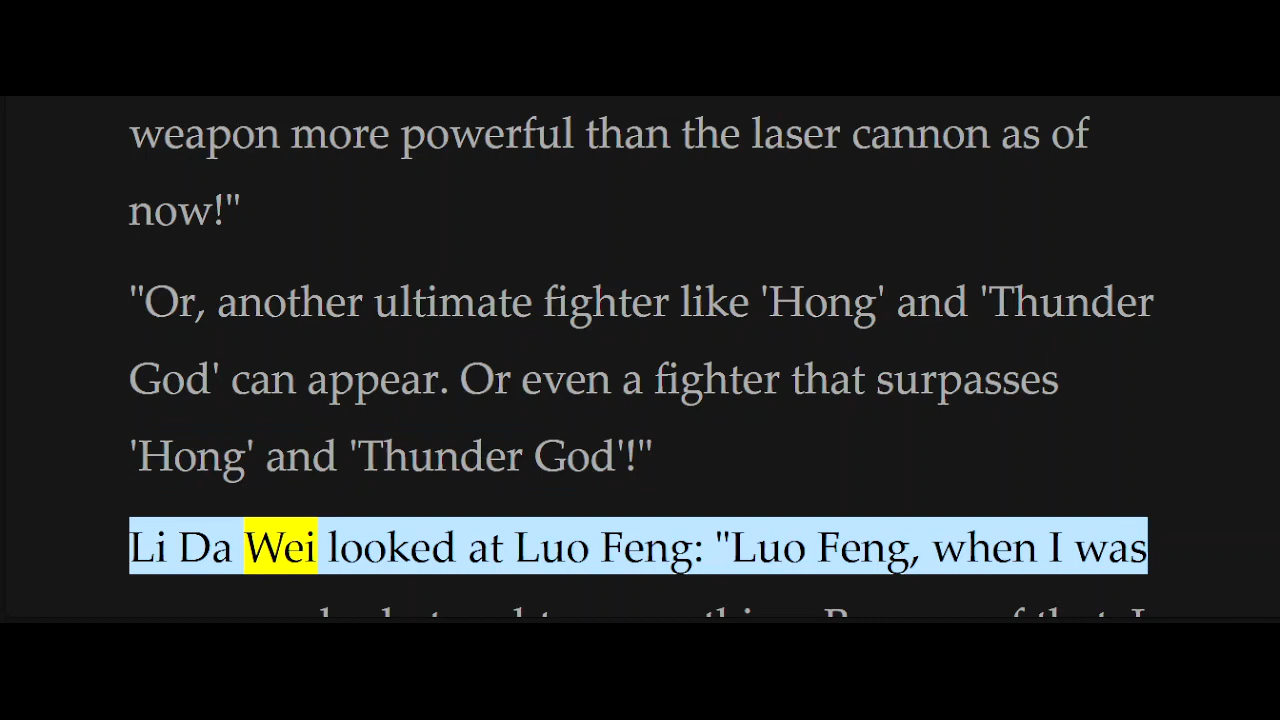 weapon more powerful than the laser cannon as of
now!"
"Or, another ultimate fighter like 'Hong' and 'Thunder
God' can appear. Or even a fighter that surpasses
'Hong' and 'Thunder God'!"
Li Da Wei looked at Luo Feng: "Luo Feng, when I was